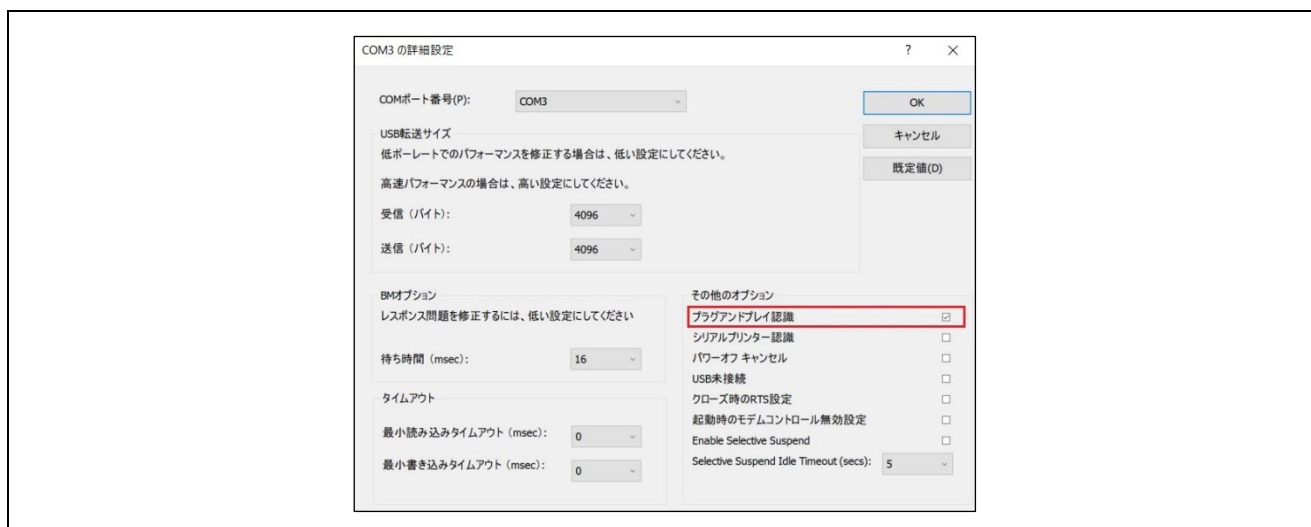 COM3 の詳細設定
? ×
COMポート番号(P): COM3
OK
USB転送サイズ
キャンセル
低ボーレートでのパフォーマンスを修正する場合は、低い設定にしてください。
既定値(D)
高速パフォーマンスの場合は、高い設定にしてください。
受信 (バイト): 4096
送信 (バイト): 4096
BMオプション
レスポンス問題を修正するには、低い設定にしてください
待ち時間 (msec): 16
タイムアウト
最小読み込みタイムアウト (msec): 0
最小書き込みタイムアウト (msec): 0
その他のオプション
プラグアンドプレイ認識
シリアルプリンター認識
パワーオフ キャンセル
USB未接続
クローズ時のRTS設定
起動時のモデムコントロール無効設定
Enable Selective Suspend
Selective Suspend Idle Timeout (secs): 5